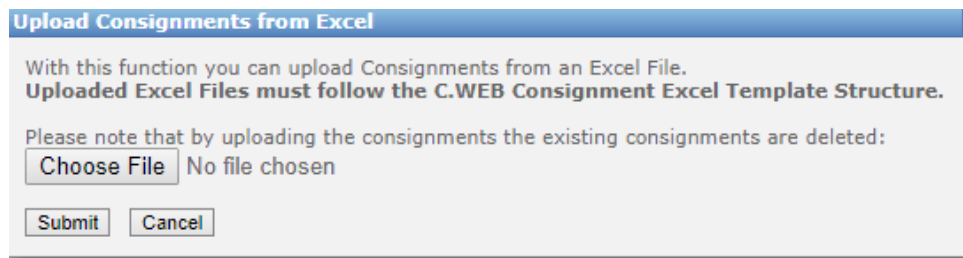 Upload Consignments from Excel
With this function you can upload Consignments from an Excel File.
Uploaded Excel Files must follow the C.WEB Consignment Excel Template Structure.
Please note that by uploading the consignments the existing consignments are deleted:
Choose File No file chosen
Submit Cancel